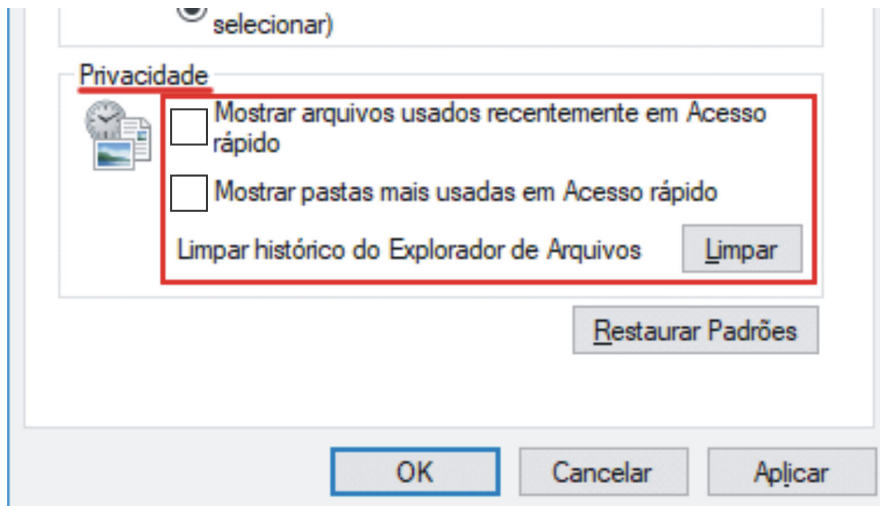 selecionar)
Privacidade
Mostrar arquivos usados recentemente em Acesso
rápido
Mostrar pastas mais usadas em Acesso rápido
Limpar histórico do Explorador de Arquivos Limpar
Restaurar Padrões
OK Cancelar Aplicar